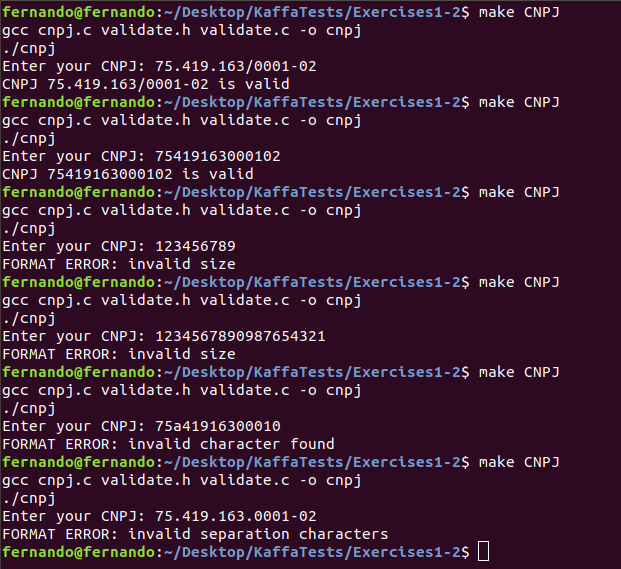 fernando@fernando:~/Desktop/KaffaTests/Exercises1-2$ make CNPJ
gcc cnpj.c validate.h validate.c -o cnpj
./cnpj
Enter your CNPJ: 75.419.163/0001-02
CNPJ 75.419.163/0001-02 is valid
fernando@fernando:~/Desktop/KaffaTests/Exercises1-2$ make CNPJ
gcc cnpj.c validate.h validate.c -o cnpj
./cnpj
Enter your CNPJ: 75419163000102
CNPJ 75419163000102 is valid
fernando@fernando:~/Desktop/KaffaTests/Exercises1-2$ make CNPJ
gcc cnpj.c validate.h validate.c -o cnpj
./cnpj
Enter your CNPJ: 123456789
FORMAT ERROR: invalid size
fernando@fernando:~/Desktop/KaffaTests/Exercises1-2$ make CNPJ
gcc cnpj.c validate.h validate.c -o cnpj
./cnpj
Enter your CNPJ: 1234567890987654321
FORMAT ERROR: invalid size
fernando@fernando:~/Desktop/KaffaTests/Exercises1-2$ make CNPJ
gcc cnpj.c validate.h validate.c -o cnpj
./cnpj
Enter your CNPJ: 75a41916300010
FORMAT ERROR: invalid character found
fernando@fernando:~/Desktop/KaffaTests/Exercises1-2$ make CNPJ
gcc cnpj.c validate.h validate.c -o cnpj
./cnpj
Enter your CNPJ: 75.419.163.0001-02
FORMAT ERROR: invalid separation characters
fernando@fernando:~/Desktop/KaffaTests/Exercises1-2$